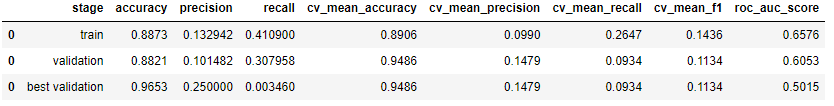 stage accuracy precision recall cv_mean_accuracy cv_mean_precision cv_mean_recall cv_mean_f1 roc_auc_score
0 train 0.8873 0.132942 0.410900 0.8906 0.0990 0.2647 0.1436 0.6576
0 validation 0.8821 0.101482 0.307958 0.9486 0.1479 0.0934 0.1134 0.6053
0 best validation 0.9653 0.250000 0.003460 0.9486 0.1479 0.0934 0.1134 0.5015